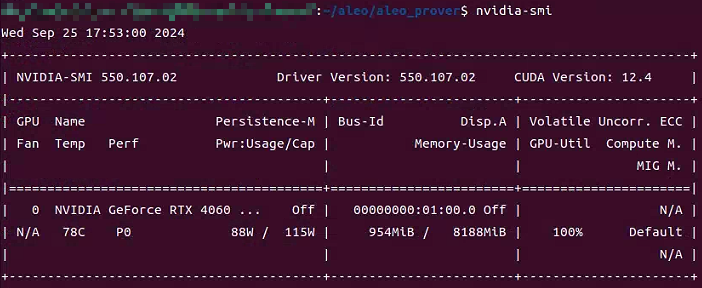 :~/aleo/aleo_prover$ nvidia-smi
Wed Sep 25 17:53:00 2024
+-----------------------------------------------------------------------------------------+
| NVIDIA-SMI 550.107.02             Driver Version: 550.107.02     CUDA Version: 12.4     |
|-----------------------------------------+------------------------+----------------------+
| GPU  Name                 Persistence-M | Bus-Id          Disp.A | Volatile Uncorr. ECC |
| Fan  Temp   Perf          Pwr:Usage/Cap |           Memory-Usage | GPU-Util  Compute M. |
|                                         |                        |               MIG M. |
|=========================================+========================+======================|
|   0  NVIDIA GeForce RTX 4060 ...    Off |   00000000:01:00.0 Off |                  N/A |
| N/A   78C    P0              88W /  115W |     954MiB /   8188MiB |    100%      Default |
|                                         |                        |                  N/A |
+-----------------------------------------+------------------------+----------------------+